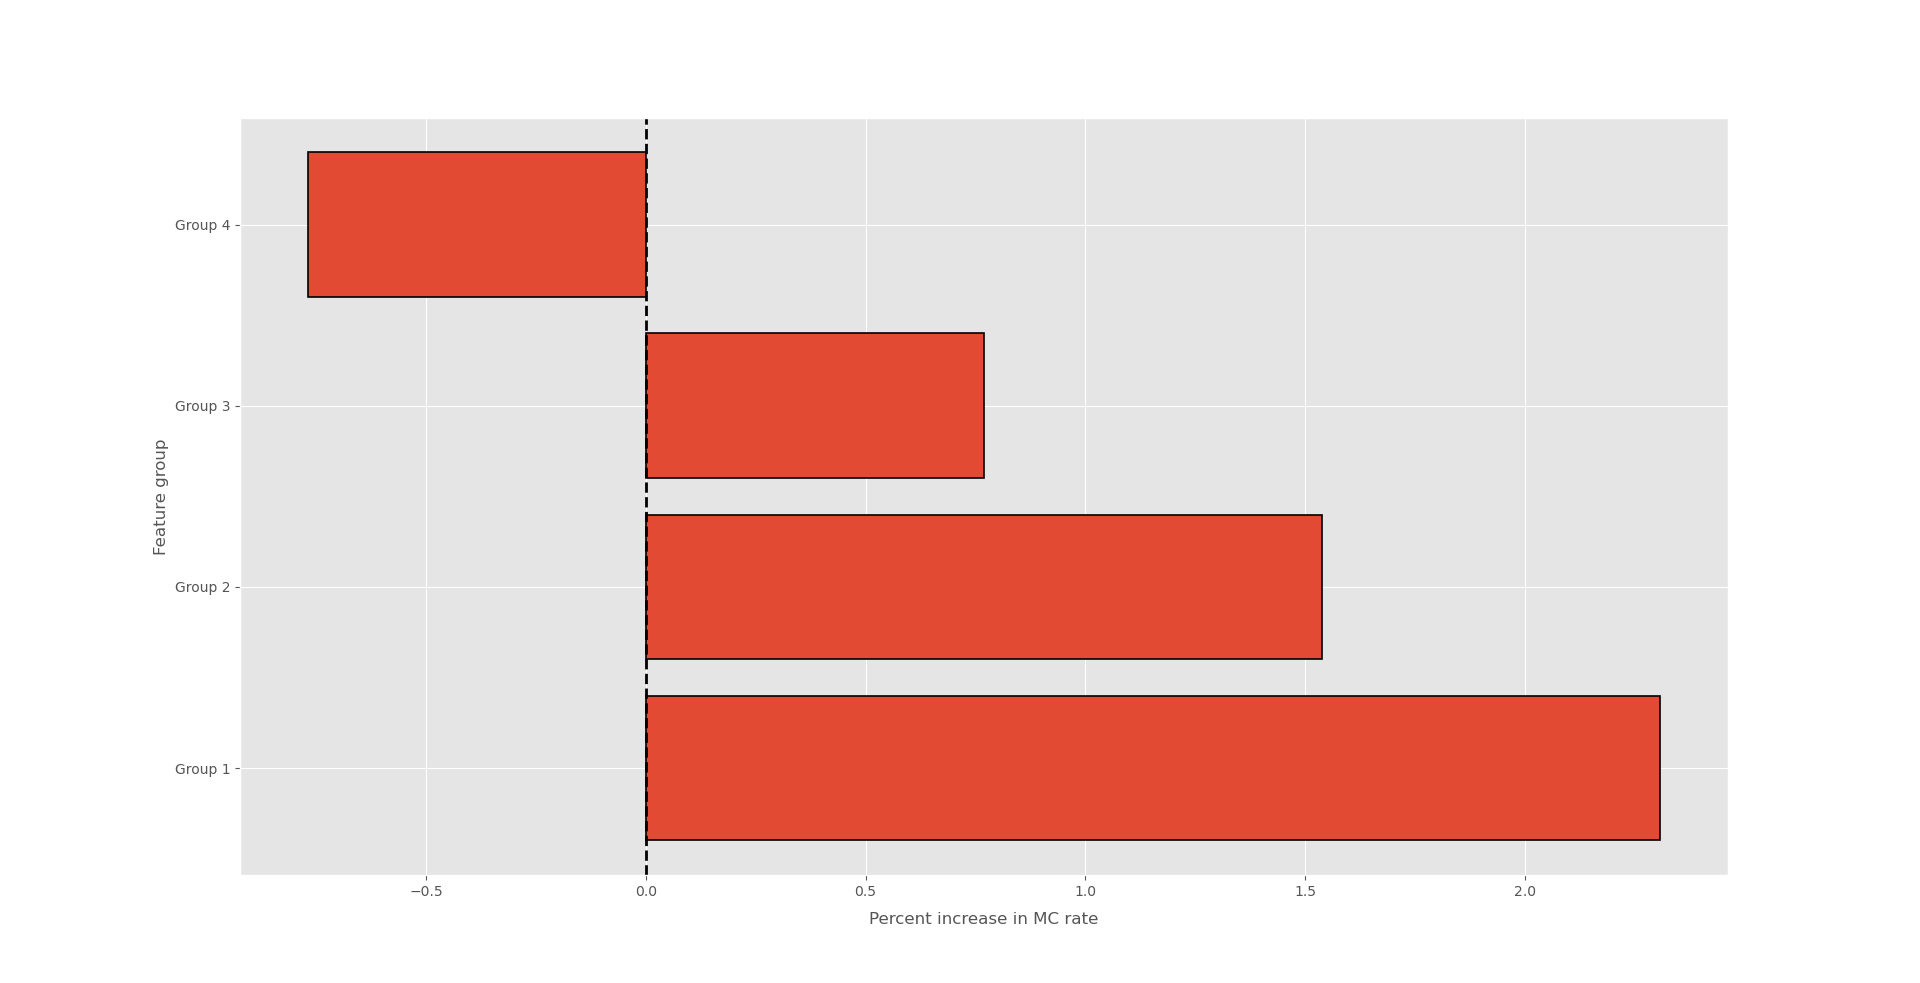 Group 4
Group 3
Group 2
Group 1
Feature group
−0.5
0.0
0.5
1.0
1.5
2.0
Percent increase in MC rate